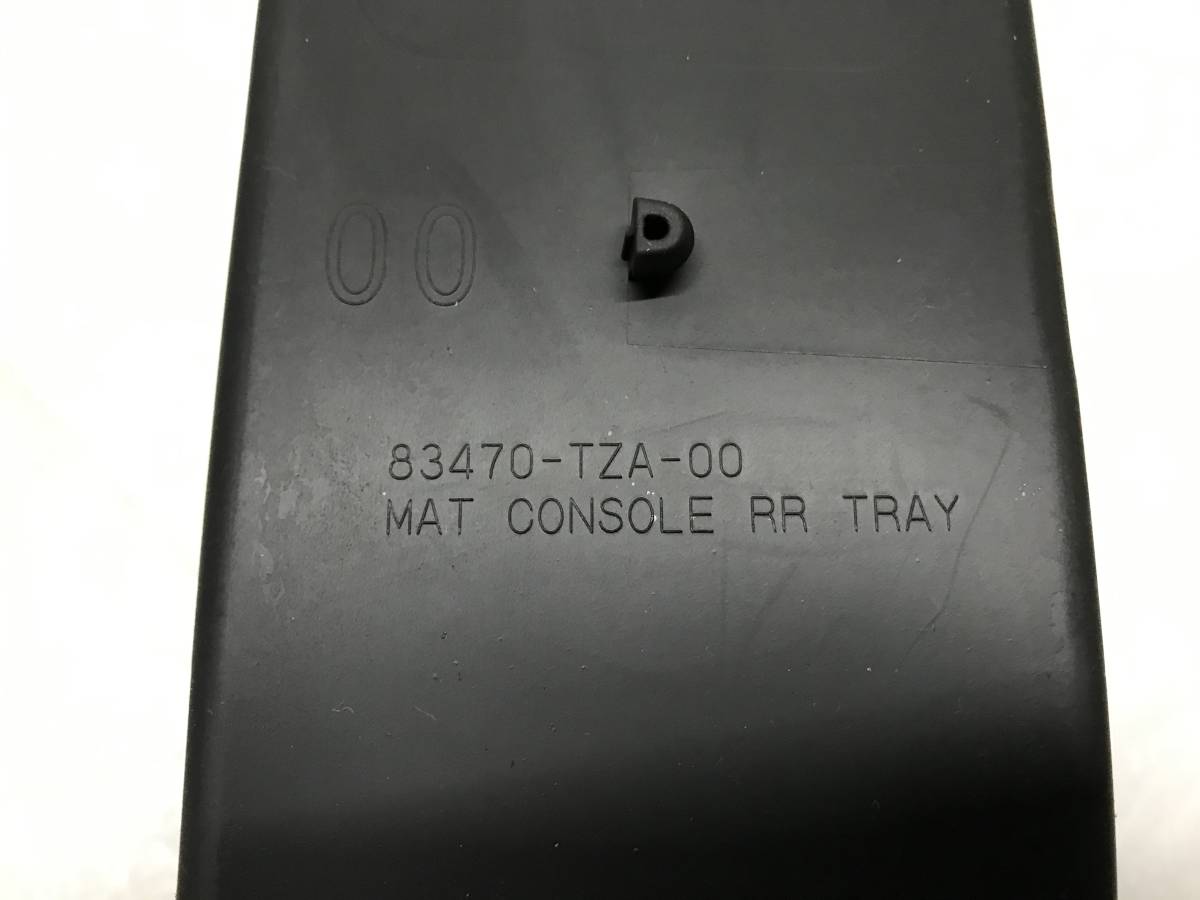 00
83470-TZA-00
MAT CONSOLE RR TRAY